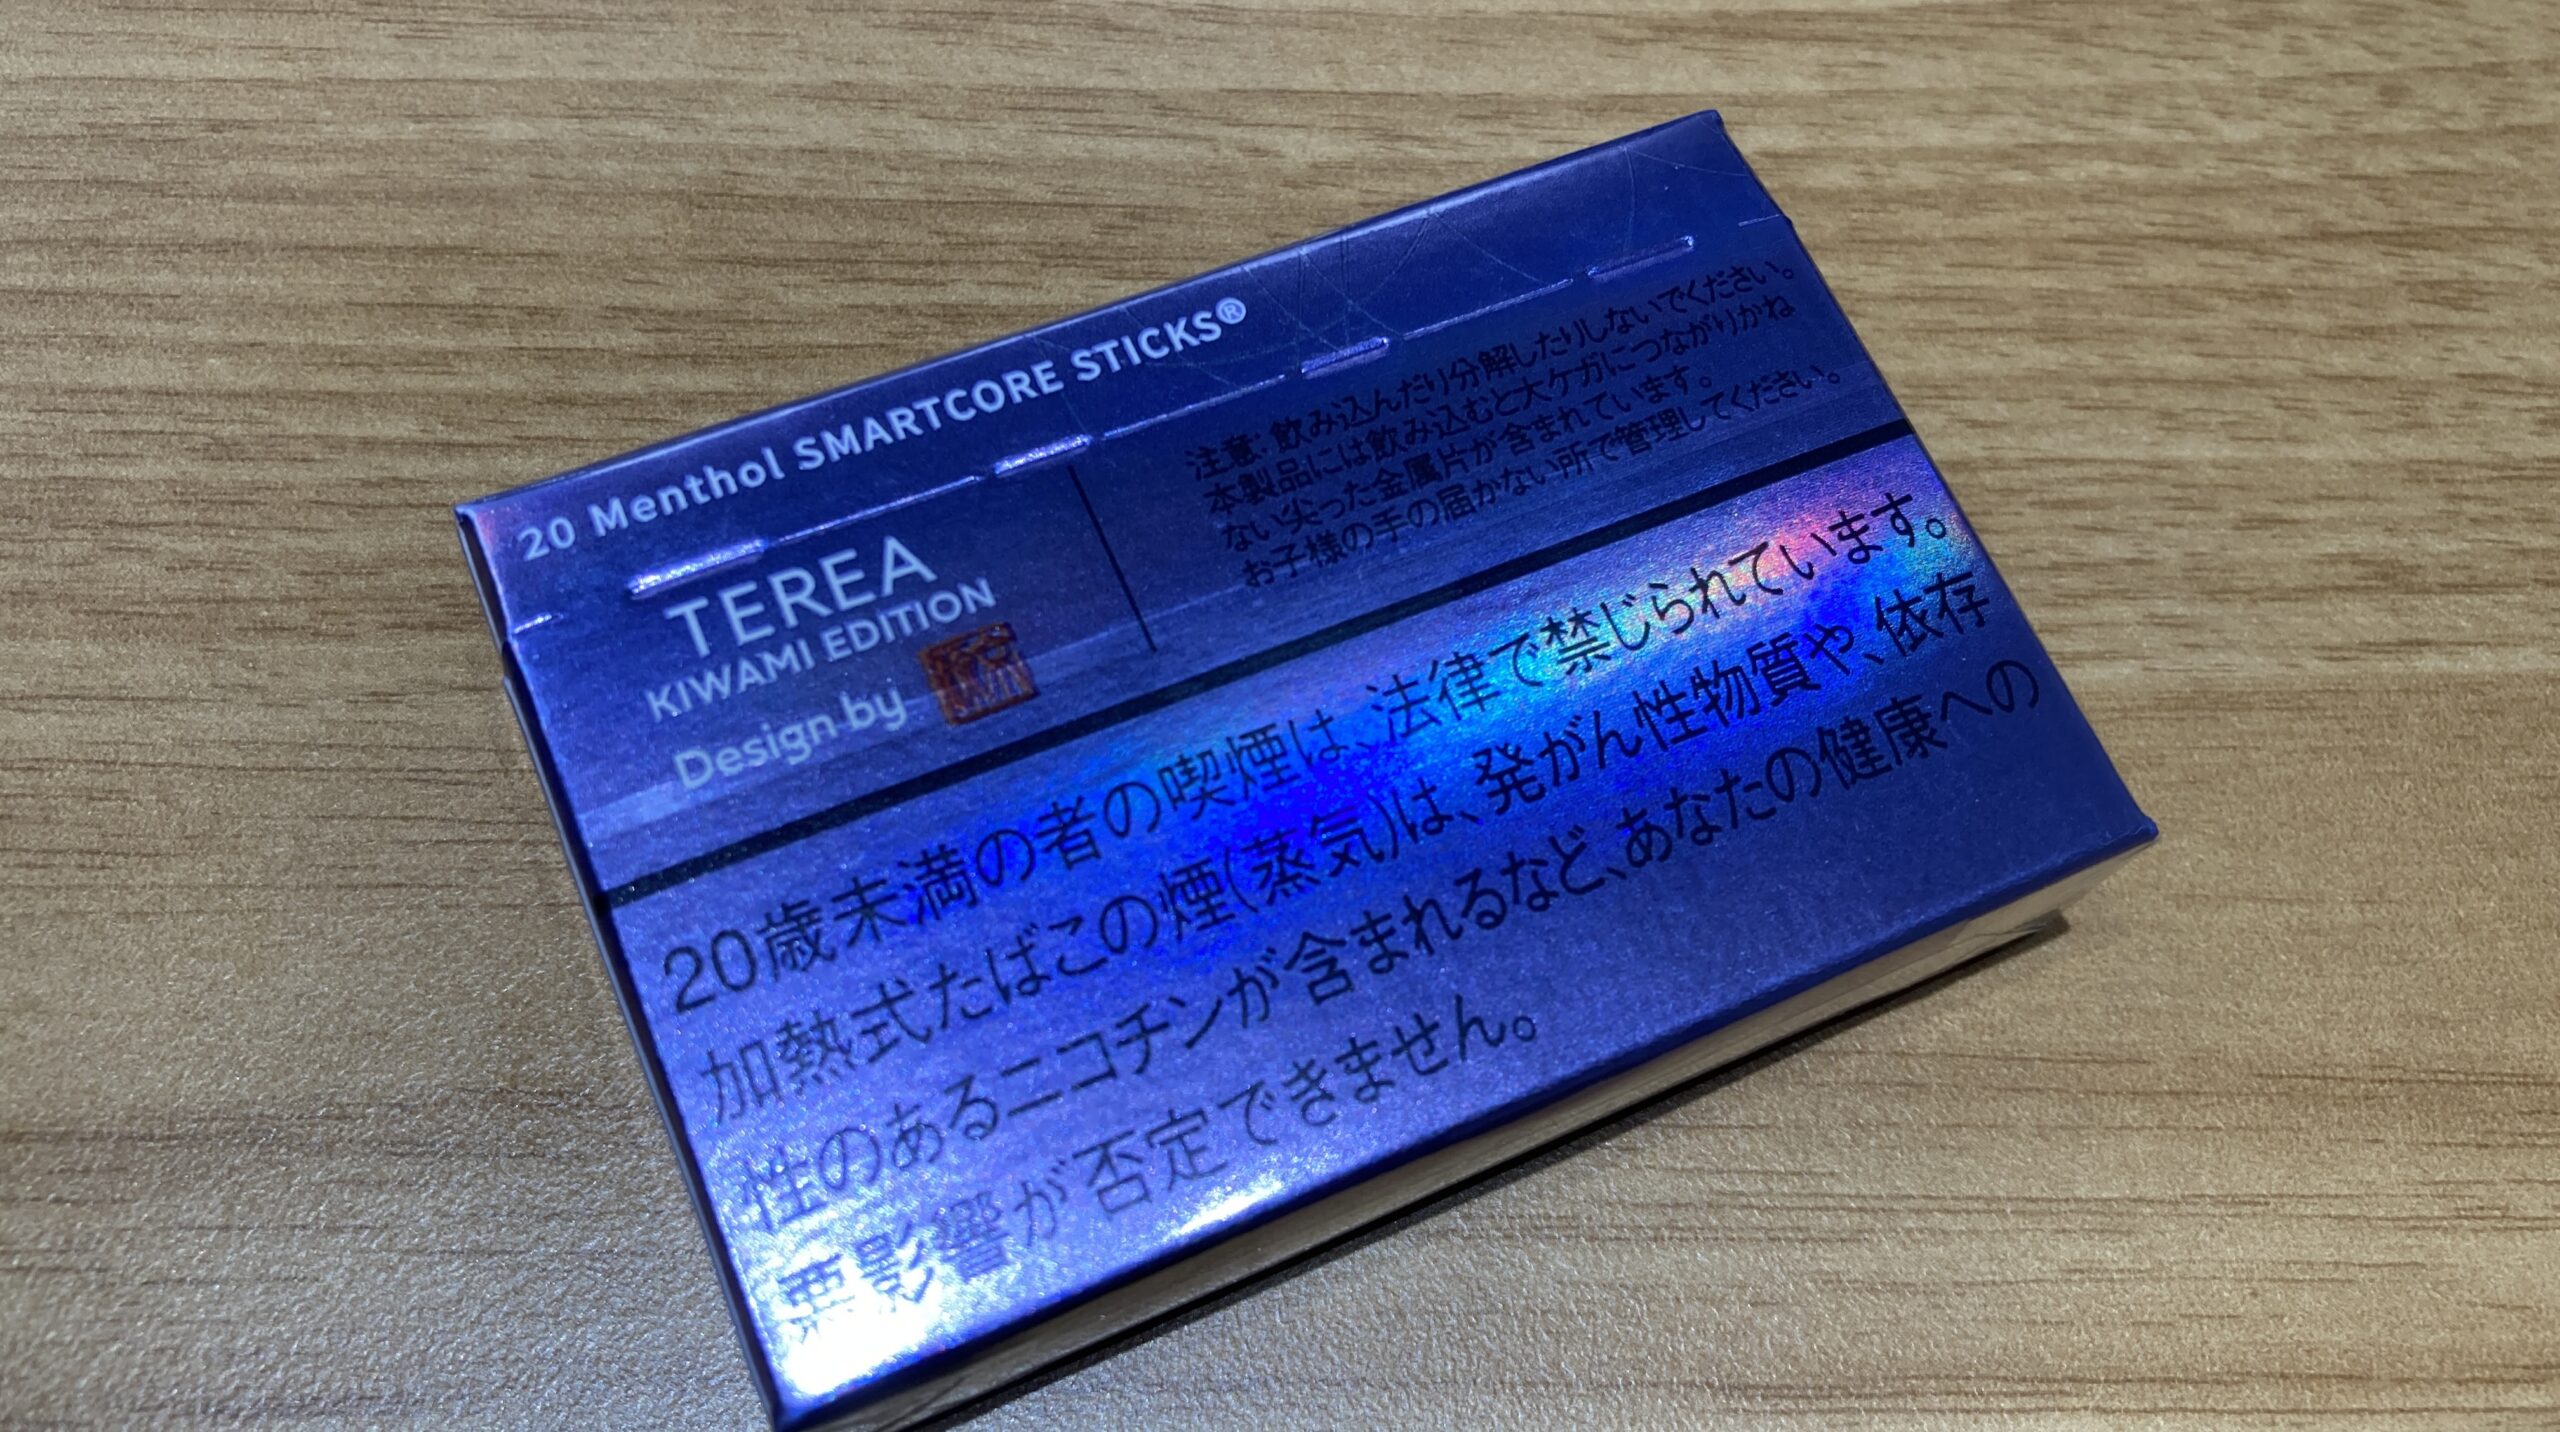 20 Menthol SMARTCORE STICKS®
TEREA
KIWAMI EDITION
Design by
注意: 飲み込んだり分解したりしないでください。
本製品には飲み込むと大ケガにつながりかね
ない尖った金属片が含まれています。
お子様の手の届かない所で管理してください。
20歳未満の者の喫煙は、法律で禁じられています。
加熱式たばこの煙(蒸気)は、発がん性物質や、依存
性のあるニコチンが含まれるなど、あなたの健康への
悪影響が否定できません。